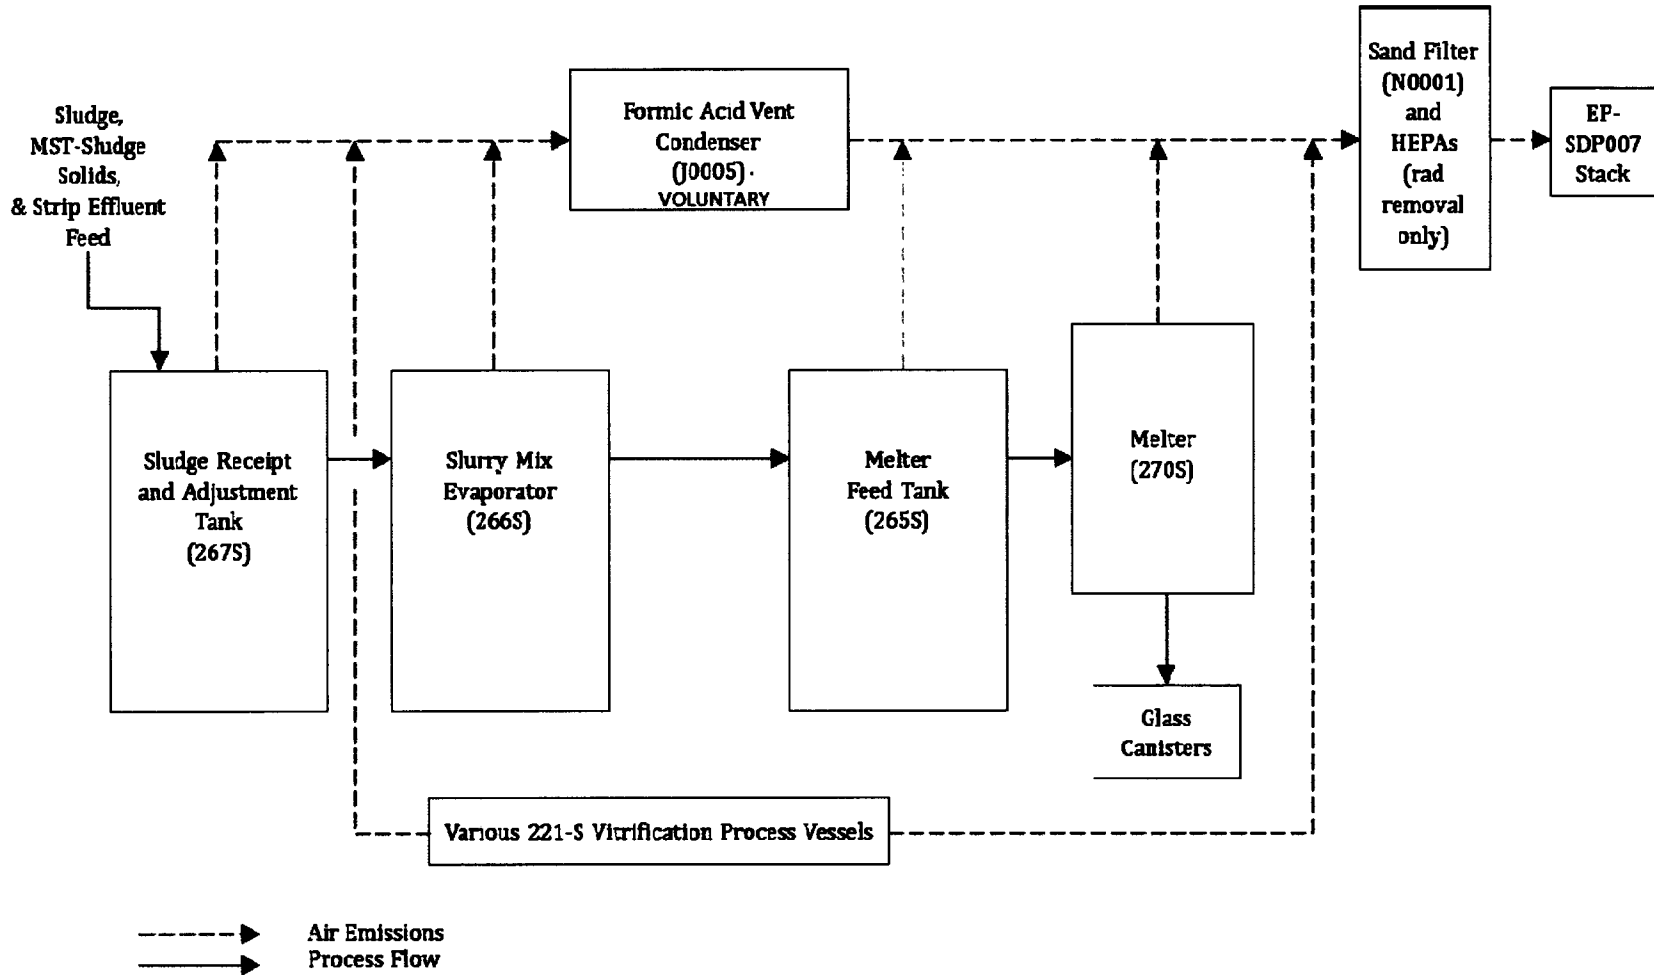 Sludge,
MST-Sludge
Solids,
& Strip Effluent
Feed
Formic Acid Vent
Condenser
(J0005) -
VOLUNTARY
Sand Filter
(N0001)
and
HEPAs
(rad
removal
only)
EP-
SDP007
Stack
Sludge Receipt
and Adjustment
Tank
(267S)
Slurry Mix
Evaporator
(266S)
Melter
Feed Tank
(265S)
Melter
(270S)
Glass
Canisters
Various 221-S Vitrification Process Vessels
Air Emissions
Process Flow